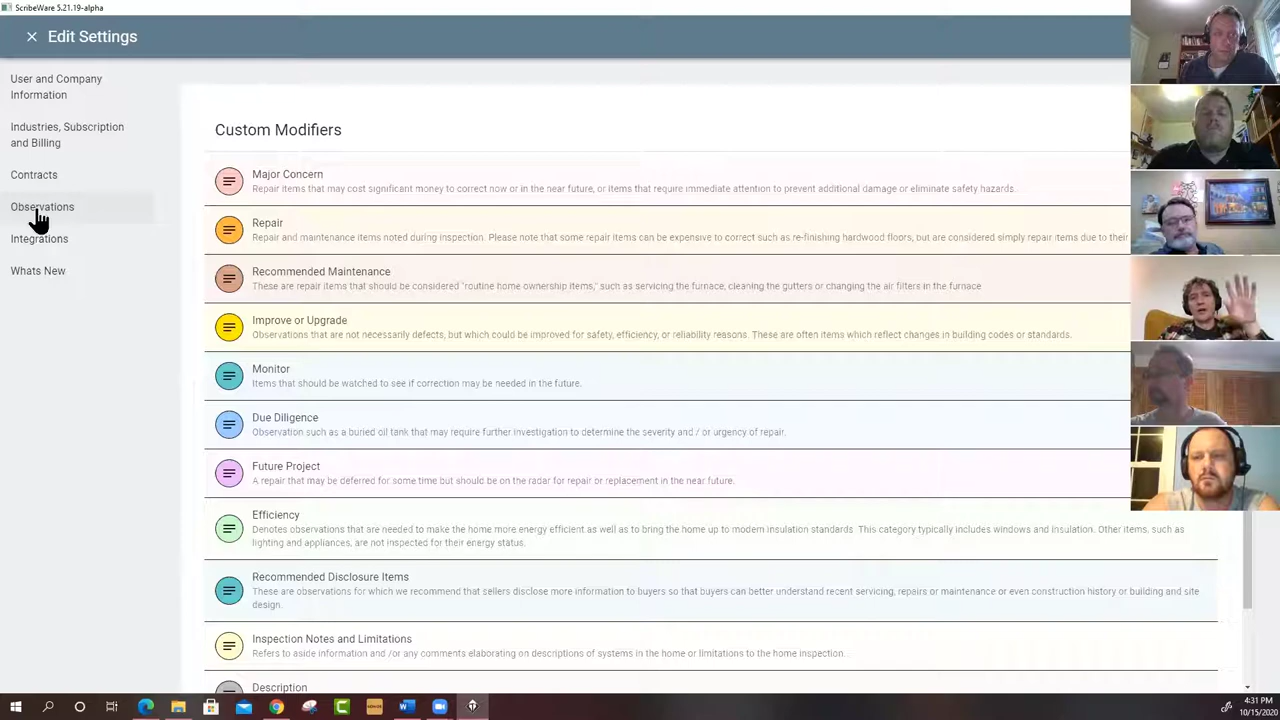 ScribeWare 5.21.19-alpha
Edit Settings
User and Company
Information
Industries, Subscription
and Billing
Contracts
Observations
Integrations
Whats New
Custom Modifiers
Major Concern
Repair items that may cost significant money to correct now or in the near future, or items that require immediate attention to prevent additional damage or eliminate safety hazards.
Repair
Repair and maintenance items noted during inspection. Please note that some repair items can be expensive to correct such as re-finishing hardwood floors, but are considered simply repair items due to their
Recommended Maintenance
These are repair items that should be considered "routine home ownership items," such as servicing the furnace, cleaning the gutters or changing the air filters in the furnace
Improve or Upgrade
Observations that are not necessarily defects, but which could be improved for safety, efficiency, or reliability reasons. These are often items which reflect changes in building codes or standards.
Monitor
Items that should be watched to see if correction may be needed in the future.
Due Diligence
Observation such as a buried oil tank that may require further investigation to determine the severity and / or urgency of repair.
Future Project
A repair that may be deferred for some time but should be on the radar for repair or replacement in the near future.
Efficiency
Denotes observations that are needed to make the home more energy efficient as well as to bring the home up to modern insulation standards. This category typically includes windows and insulation. Other items, such as
lighting and appliances, are not inspected for their energy status.
Recommended Disclosure Items
These are observations for which we recommend that sellers disclose more information to buyers so that buyers can better understand recent servicing, repairs or maintenance or even construction history or building and site
design.
Inspection Notes and Limitations
Refers to aside information and /or any comments elaborating on descriptions of systems in the home or limitations to the home inspection.
Description
4:31 PM
10/15/2020